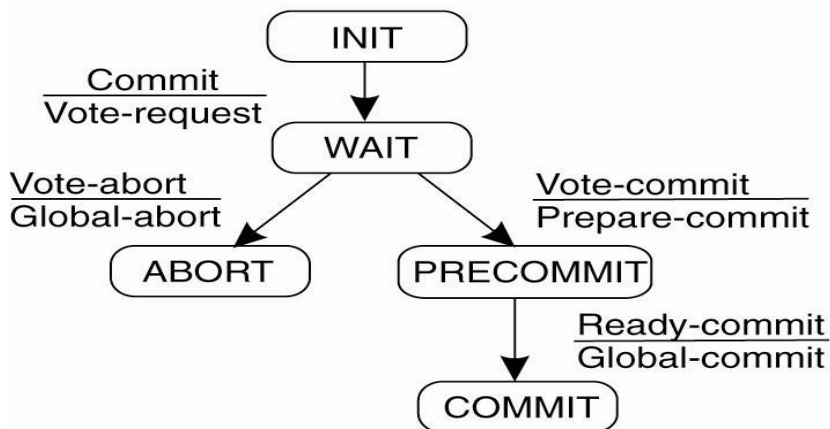 INIT
Commit
Vote-request
WAIT
Vote-abort
Global-abort
Vote-commit
Prepare-commit
ABORT
PRECOMMIT
Ready-commit
Global-commit
COMMIT